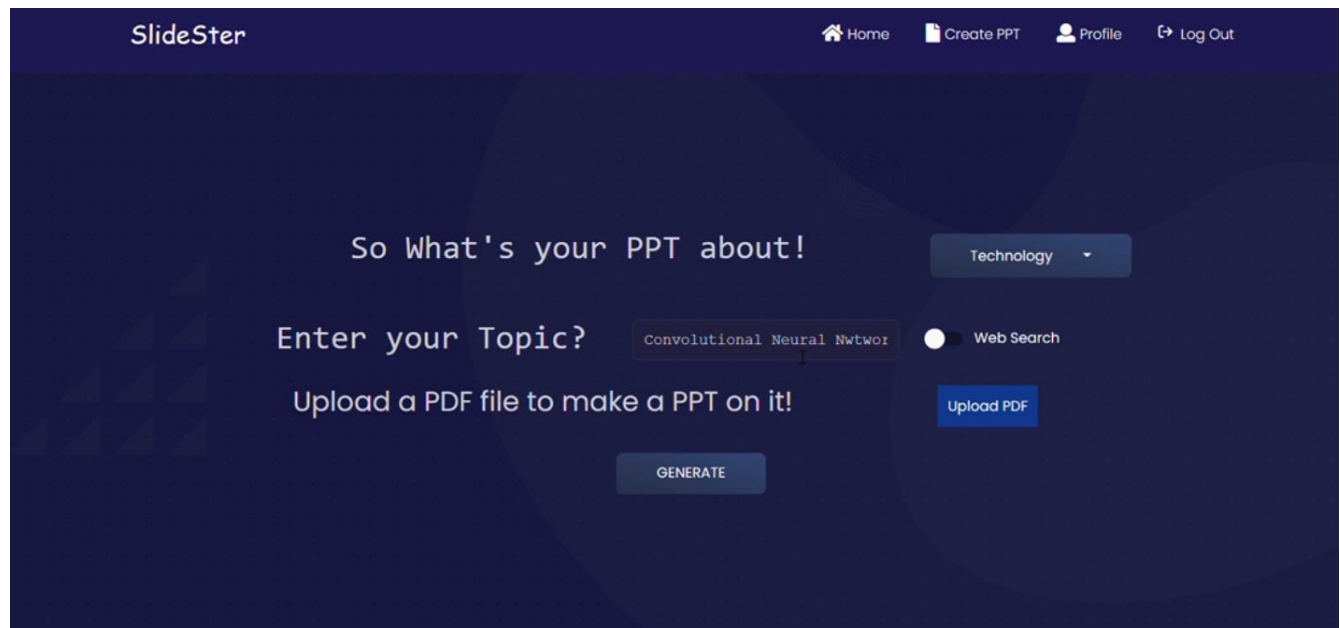 SlideSter Home Create PPT Profile Log Out
So What's your PPT about! Technology
Enter your Topic? Convolutional Neural Nwtwor Web Search
Upload a PDF file to make a PPT on it! Upload PDF
GENERATE